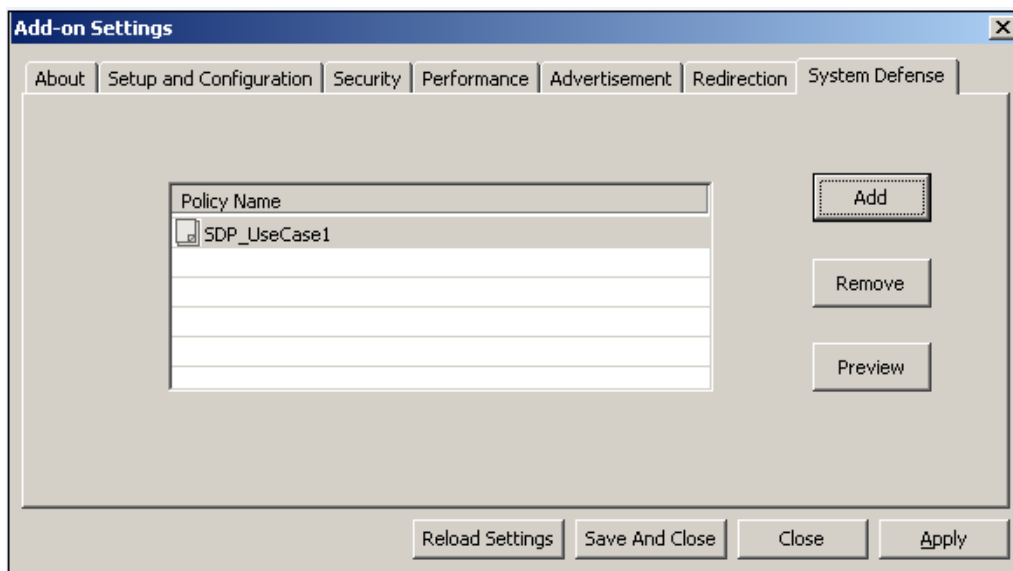 Add-on Settings
About Setup and Configuration Security Performance Advertisement Redirection System Defense
Policy Name
SDP_UseCase1
Add
Remove
Preview
Reload Settings Save And Close Close Apply